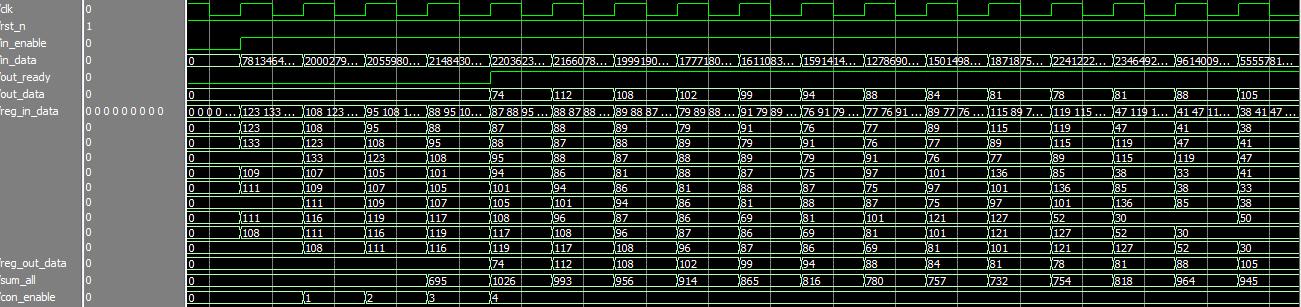 /clk 0
/rst_n 1
/in_enable 0
/in_data 0 0 7813464... 2000279... 2055980... 2148430... 2203623... 2166078... 1999190... 1777180... 1611083... 1591414... 1278690... 1501498... 1871875... 2241222... 2346492... 9614009... 5555781...
/out_ready 0
/out_data 0 0 74 112 108 102 99 94 88 84 81 78 81 88 105
/reg_in_data 0 0 0 0 0 0 0 0 0 0 0 0 0 ... 123 133 ... 108 123 ... 95 108 1... 88 95 10... 87 88 95 ... 88 87 88 ... 89 88 87 ... 79 89 88 ... 91 79 89 ... 76 91 79 ... 77 76 91 ... 89 77 76 ... 115 89 7... 119 115 ... 47 119 1... 41 47 11... 38 41 47 ...
0 0 123 108 95 88 87 88 89 79 91 76 77 89 115 119 47 41 38
0 0 133 123 108 95 88 87 88 89 79 91 76 77 89 115 119 47 41
0 0 133 123 108 95 88 87 88 89 79 91 76 77 89 115 119 47
0 0 109 107 105 101 94 86 81 88 87 75 97 101 136 85 38 33 41
0 0 111 109 107 105 101 94 86 81 88 87 75 97 101 136 85 38 33
0 0 111 109 107 105 101 94 86 81 88 87 75 97 101 136 85 38
0 0 111 116 119 117 108 96 87 86 69 81 101 121 127 52 30 50
0 0 108 111 116 119 117 108 96 87 86 69 81 101 121 127 52 30
0 0 108 111 116 119 117 108 96 87 86 69 81 101 121 127 52 30
/reg_out_data 0 0 74 112 108 102 99 94 88 84 81 78 81 88 105
/sum_all 0 0 695 1026 993 956 914 865 816 780 757 732 754 818 964 945
/con_enable 0 0 1 2 3 4